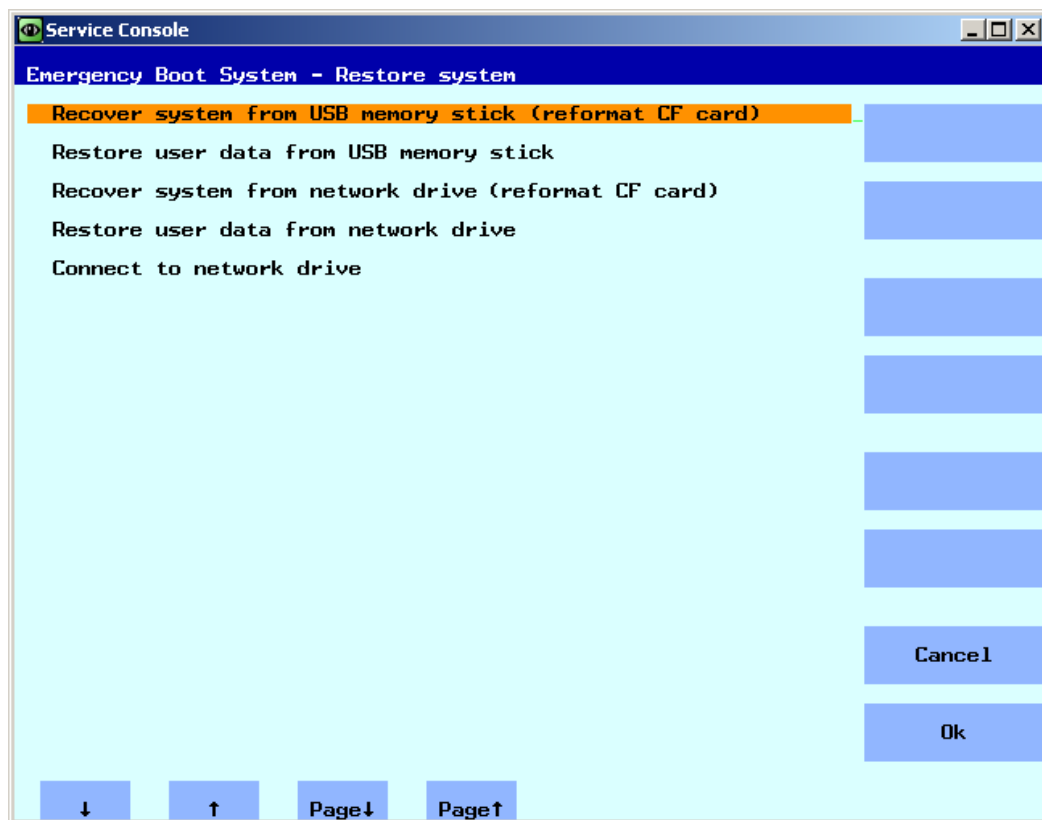 Service Console
Emergency Boot System - Restore system
Recover system from USB memory stick (reformat CF card)
Restore user data from USB memory stick
Recover system from network drive (reformat CF card)
Restore user data from network drive
Connect to network drive
Cancel
Ok
↓ ↑ Page↓ Page↑